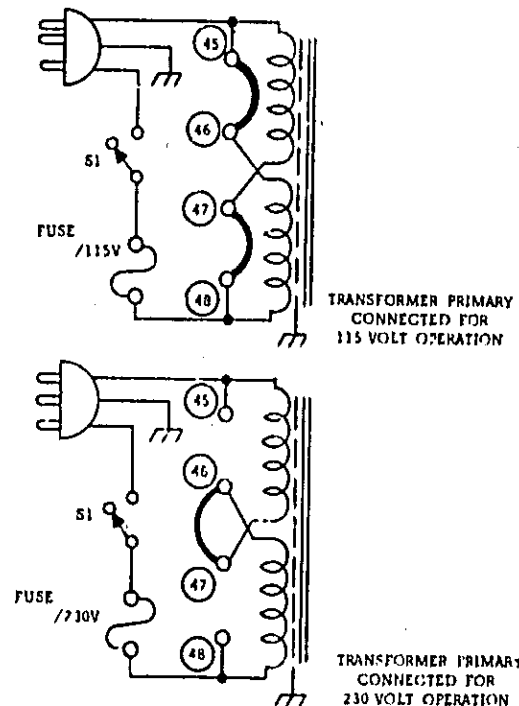 45
46
S1
47
FUSE
/115V
48
TRANSFORMER PRIMARY
CONNECTED FOR
115 VOLT OPERATION
45
46
S1
47
FUSE
/230V
48
TRANSFORMER PRIMARY
CONNECTED FOR
230 VOLT OPERATION